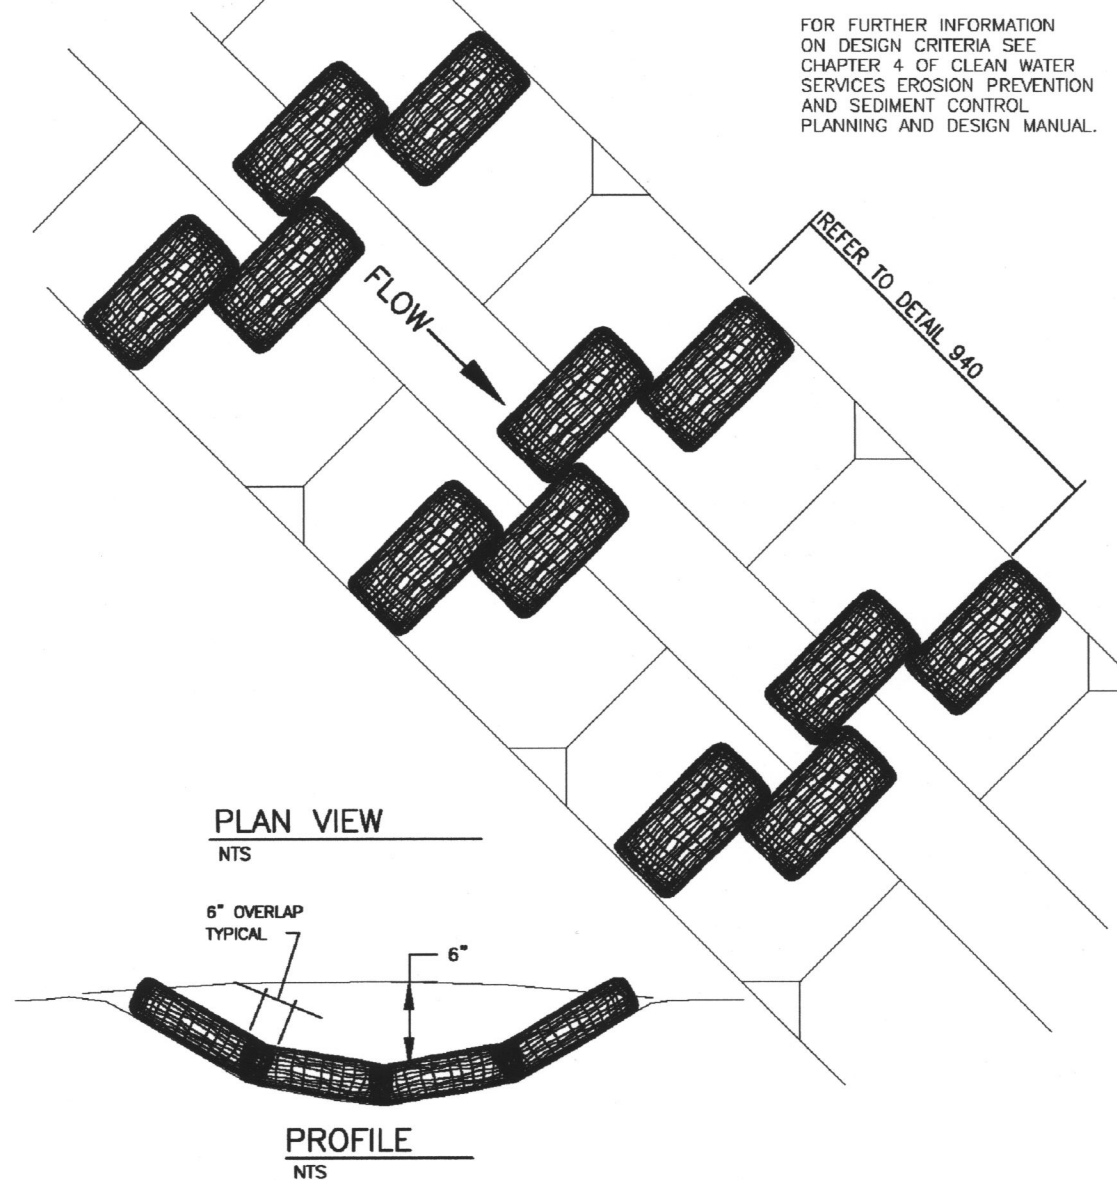 FOR FURTHER INFORMATION
ON DESIGN CRITERIA SEE
CHAPTER 4 OF CLEAN WATER
SERVICES EROSION PREVENTION
AND SEDIMENT CONTROL
PLANNING AND DESIGN MANUAL.
REFER TO DETAIL 940
FLOW
PLAN VIEW
NTS
6" OVERLAP
TYPICAL
6"
PROFILE
NTS